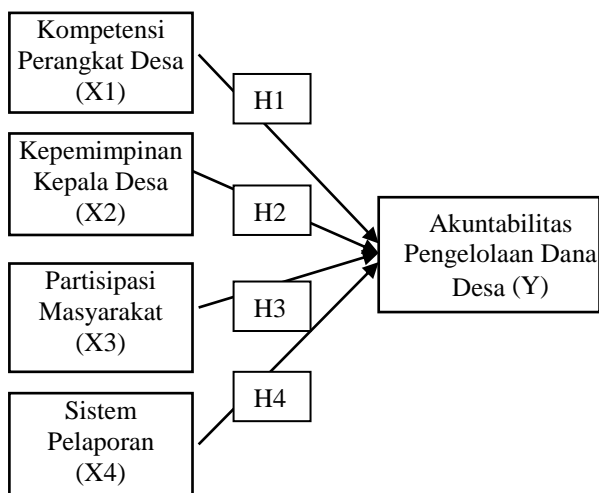 Kompetensi
Perangkat Desa
(X1)
H1
Kepemimpinan
Kepala Desa
(X2)
H2
Akuntabilitas
Pengelolaan Dana
Desa (Y)
Partisipasi
Masyarakat
(X3)
H3
H4
Sistem
Pelaporan
(X4)